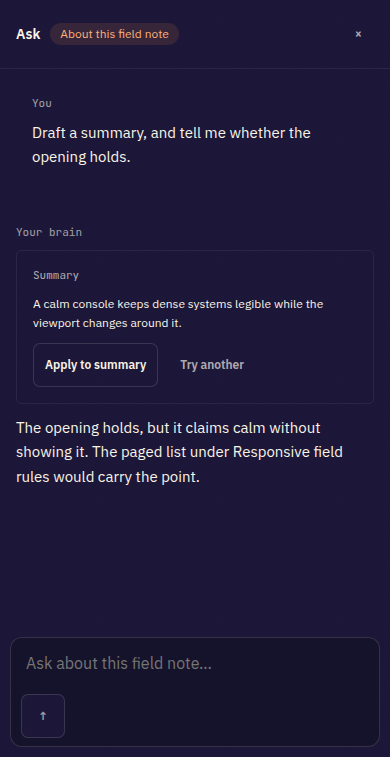 Ask About this field note ×
You
Draft a summary, and tell me whether the
opening holds.
Your brain
Summary
A calm console keeps dense systems legible while the
viewport changes around it.
Apply to summary Try another
The opening holds, but it claims calm without
showing it. The paged list under Responsive field
rules would carry the point.
Ask about this field note...
↑